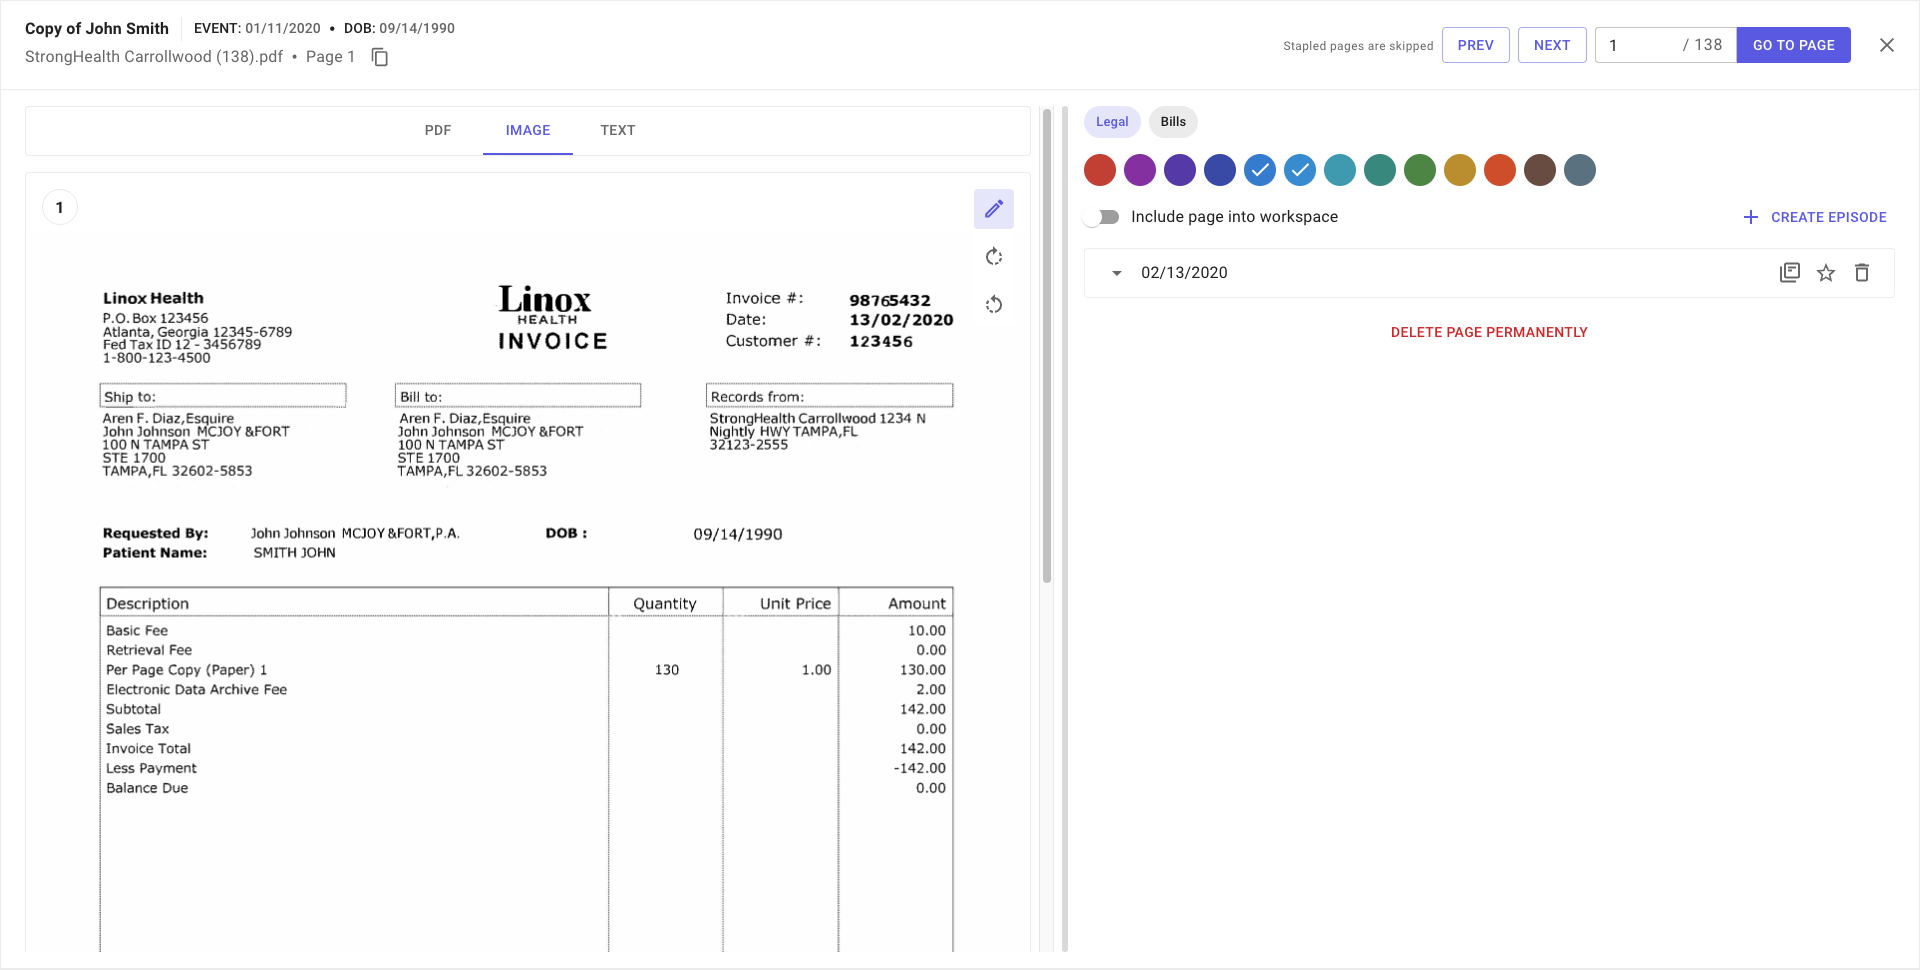 Copy of John Smith EVENT: 01/11/2020 • DOB: 09/14/1990
StrongHealth Carrollwood (138).pdf • Page 1
Stapled pages are skipped PREV NEXT 1 / 138 GO TO PAGE
PDF IMAGE TEXT
1
Linox Health
P.O. Box 123456
Atlanta, Georgia 12345-6789
Fed Tax ID 12 - 3456789
1-800-123-4500
Linox
HEALTH
INVOICE
Invoice #: 98765432
Date: 13/02/2020
Customer #: 123456
Ship to:
Aren F. Diaz,Esquire
John Johnson MCJOY &FORT
100 N TAMPA ST
STE 1700
TAMPA,FL 32602-5853
Bill to:
Aren F. Diaz,Esquire
John Johnson MCJOY &FORT
100 N TAMPA ST
STE 1700
TAMPA,FL 32602-5853
Records from:
StrongHealth Carrollwood 1234 N
Nightly HWY TAMPA,FL
32123-2555
Requested By: John Johnson MCJOY &FORT,P.A. DOB : 09/14/1990
Patient Name: SMITH JOHN
Description Quantity Unit Price Amount
Basic Fee 10.00
Retrieval Fee 0.00
Per Page Copy (Paper) 1 130 1.00 130.00
Electronic Data Archive Fee 2.00
Subtotal 142.00
Sales Tax 0.00
Invoice Total 142.00
Less Payment -142.00
Balance Due 0.00
Legal Bills
Include page into workspace CREATE EPISODE
02/13/2020
DELETE PAGE PERMANENTLY